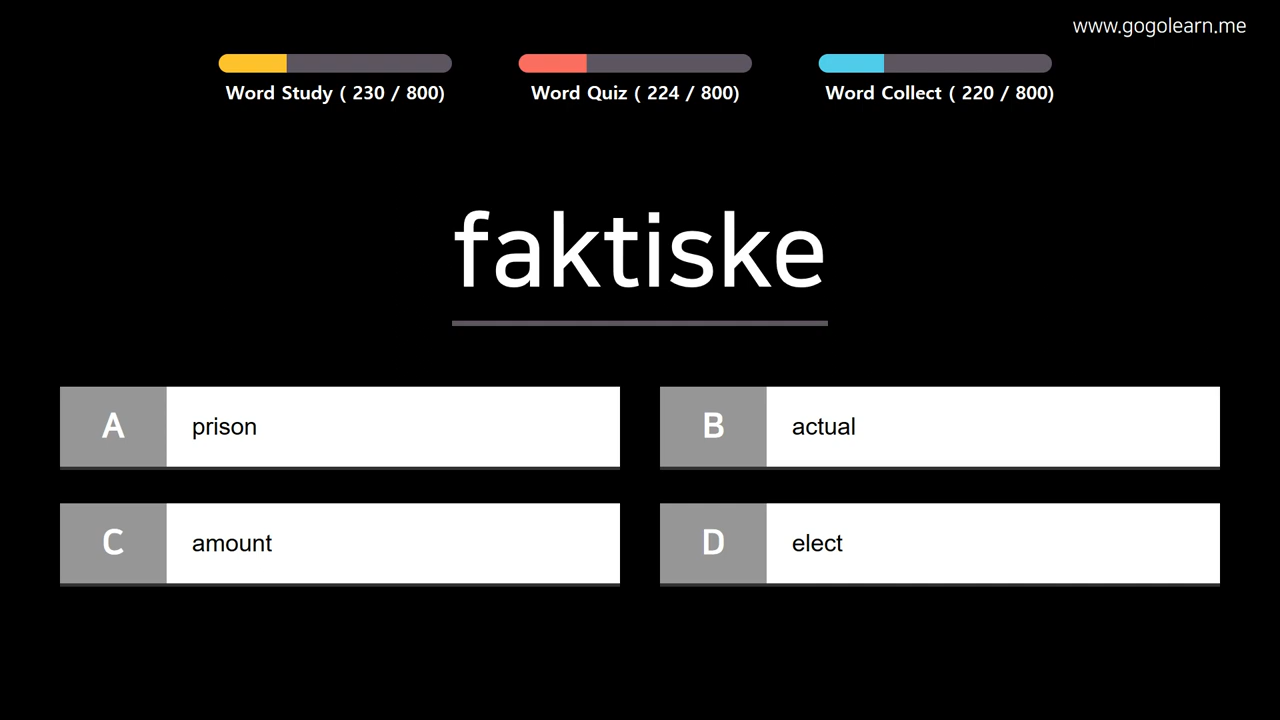 www.gogolearn.me
Word Study ( 230 / 800)
Word Quiz ( 224 / 800)
Word Collect ( 220 / 800)
faktiske
A prison
B actual
C amount
D elect